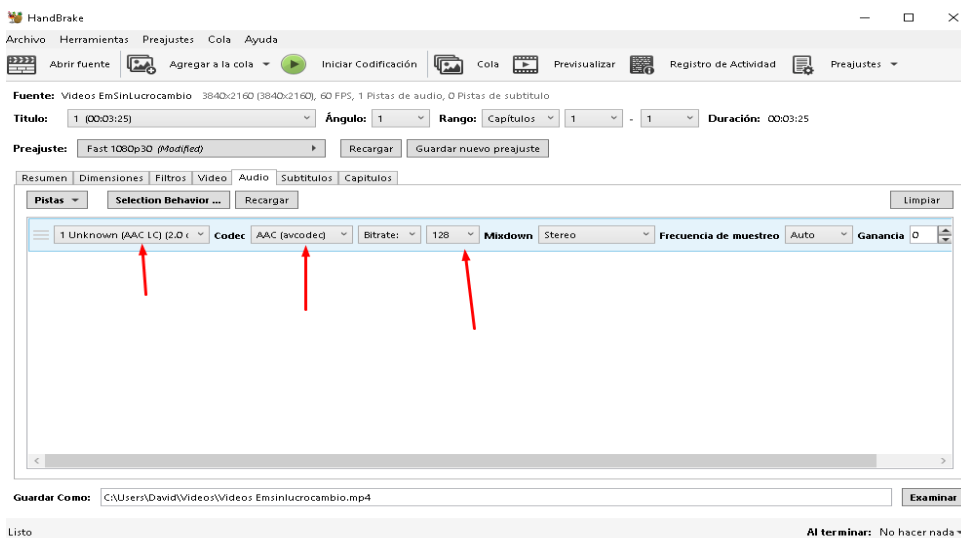 HandBrake
Archivo Herramientas Preajustes Cola Ayuda
Abrir fuente Agregar a la cola Iniciar Codificación Cola Previsualizar Registro de Actividad Preajustes
Fuente: Videos EmSinLucrocambio 3840x2160 (3840x2160), 60 FPS, 1 Pistas de audio, 0 Pistas de subtitulo
Titulo: 1 (00:03:25) Ángulo: 1 Rango: Capítulos 1 - 1 Duración: 00:03:25
Preajuste: Fast 1080p30 (Modified) Recargar Guardar nuevo preajuste
Resumen Dimensiones Filtros Video Audio Subtitulos Capitulos
Pistas Selection Behavior ... Recargar Limpiar
1 Unknown (AAC LC) (2.0 c Codec AAC (avcodec) Bitrate: 128 Mixdown Stereo Frecuencia de muestreo Auto Ganancia 0
Guardar Como: C:\Users\David\Videos\Videos Emsinlucrocambio.mp4 Examinar
Listo Al terminar: No hacer nada